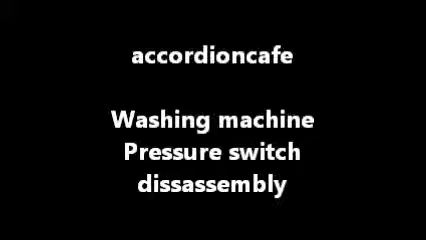 accordioncafe
Washing machine
Pressure switch
dissassembly